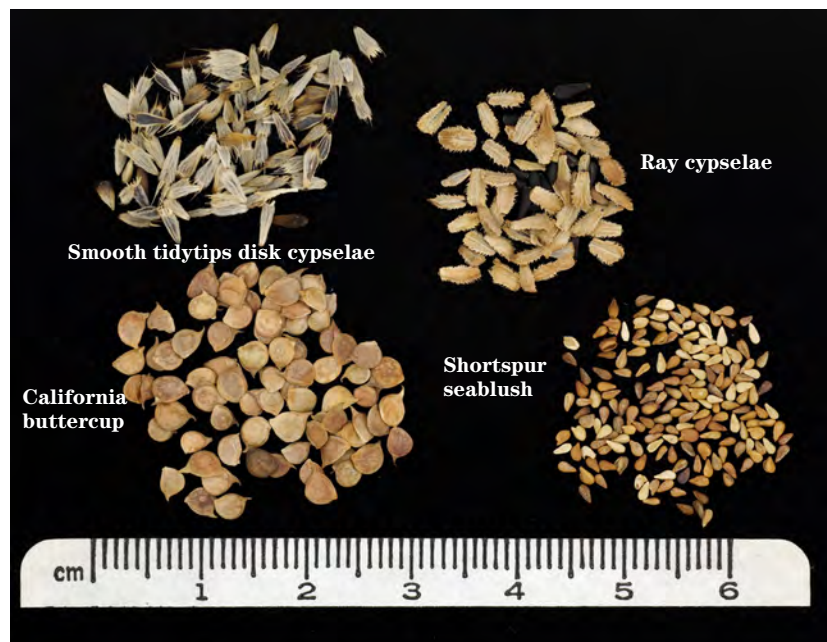 Ray cypselae
Smooth tidytips disk cypselae
Shortspur
seablush
California
buttercup
cm 1 2 3 4 5 6